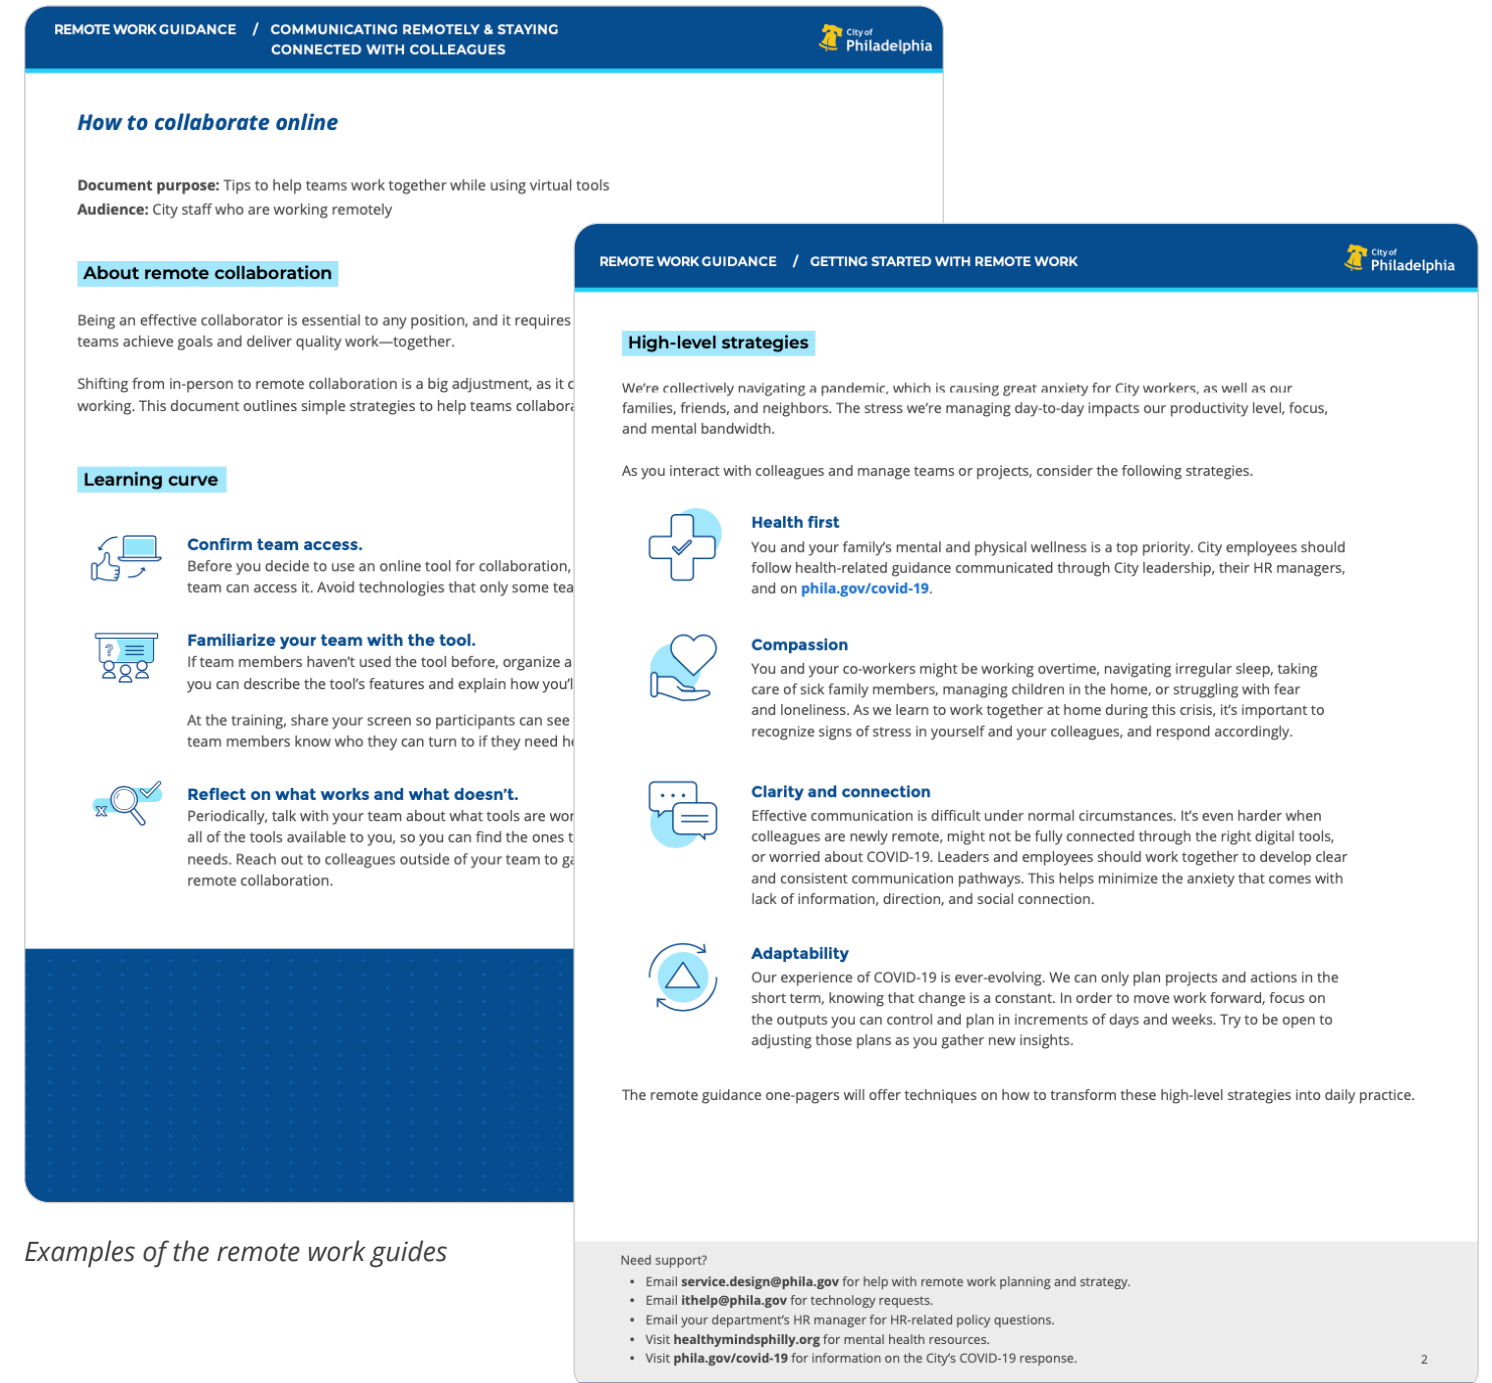 REMOTE WORK GUIDANCE / COMMUNICATING REMOTELY & STAYING
CONNECTED WITH COLLEAGUES
City of
Philadelphia
How to collaborate online
Document purpose: Tips to help teams work together while using virtual tools
Audience: City staff who are working remotely
About remote collaboration
Being an effective collaborator is essential to any position, and it requires
teams achieve goals and deliver quality work—together.
Shifting from in-person to remote collaboration is a big adjustment, as it
working. This document outlines simple strategies to help teams
Learning curve
Confirm team access.
Before you decide to use an online tool for collaboration,
team can access it. Avoid technologies that only some
?
Familiarize your team with the tool.
If team members haven't used the tool before, organize a
you can describe the tool's features and explain how
At the training, share your screen so participants can see
team members know who they can turn to if they need
x
Reflect on what works and what doesn't.
Periodically, talk with your team about what tools are
all of the tools available to you, so you can find the ones
needs. Reach out to colleagues outside of your team to
remote collaboration.
Examples of the remote work guides
REMOTE WORK GUIDANCE / GETTING STARTED WITH REMOTE WORK
City of
Philadelphia
High-level strategies
We're collectively navigating a pandemic, which is causing great anxiety for City workers, as well as our
families, friends, and neighbors. The stress we're managing day-to-day impacts our productivity level, focus,
and mental bandwidth.
As you interact with colleagues and manage teams or projects, consider the following strategies.
Health first
You and your family's mental and physical wellness is a top priority. City employees should
follow health-related guidance communicated through City leadership, their HR managers,
and on phila.gov/covid-19.
Compassion
You and your co-workers might be working overtime, navigating irregular sleep, taking
care of sick family members, managing children in the home, or struggling with fear
and loneliness. As we learn to work together at home during this crisis, it's important to
recognize signs of stress in yourself and your colleagues, and respond accordingly.
Clarity and connection
Effective communication is difficult under normal circumstances. It's even harder when
colleagues are newly remote, might not be fully connected through the right digital tools,
or worried about COVID-19. Leaders and employees should work together to develop clear
and consistent communication pathways. This helps minimize the anxiety that comes with
lack of information, direction, and social connection.
Adaptability
Our experience of COVID-19 is ever-evolving. We can only plan projects and actions in the
short term, knowing that change is a constant. In order to move work forward, focus on
the outputs you can control and plan in increments of days and weeks. Try to be open to
adjusting those plans as you gather new insights.
The remote guidance one-pagers will offer techniques on how to transform these high-level strategies into daily practice.
Need support?
• Email service.design@phila.gov for help with remote work planning and strategy.
• Email ithelp@phila.gov for technology requests.
• Email your department's HR manager for HR-related policy questions.
• Visit healthymindsphilly.org for mental health resources.
• Visit phila.gov/covid-19 for information on the City's COVID-19 response.
2